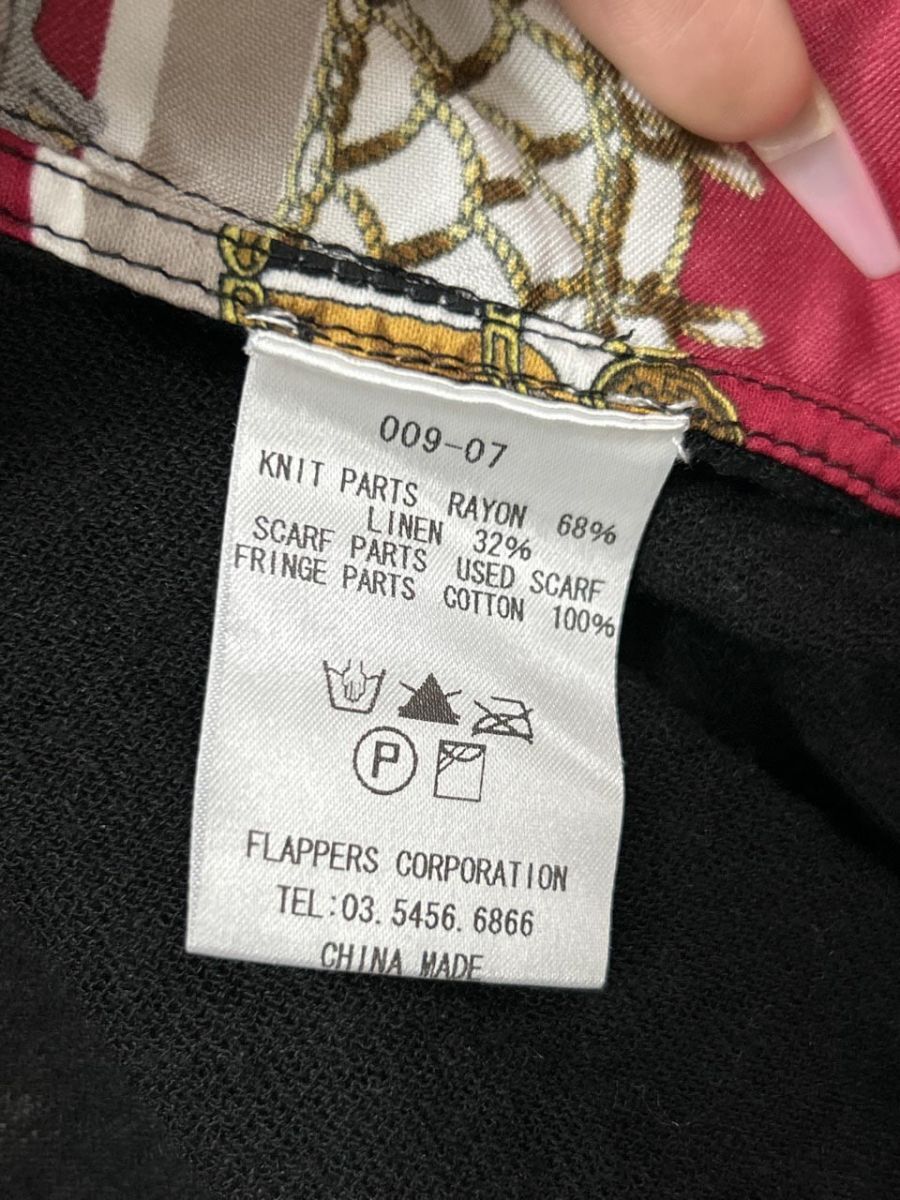 009-07
KNIT PARTS RAYON 68%
LINEN 32%
SCARF PARTS USED SCARF
FRINGE PARTS COTTON 100%
P
FLAPPERS CORPORATION
TEL:03. 5456. 6866
CHINA MADE